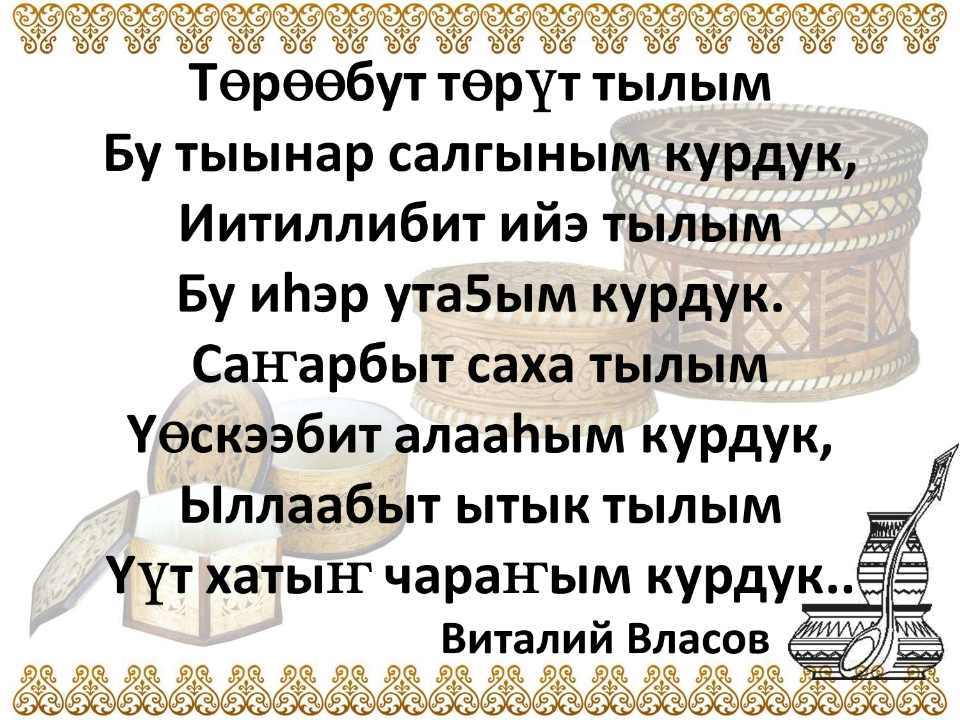 Төрөөбут төрүт тылым
Бу тыынар салгыным курдук,
Иитиллибит ийэ тылым
Бу иһэр ута5ым курдук.
Саҥарбыт саха тылым
Үөскээбит алааһым курдук,
Ыллаабыт ытык тылым
Үүт хатыҥ чараҥым курдук..
Виталий Власов